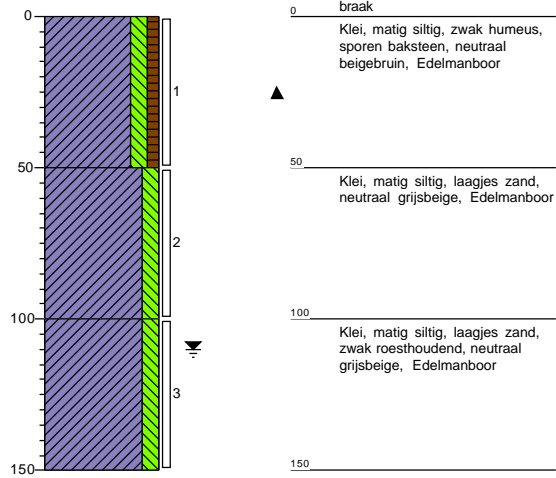 0
50
100
150
1
2
3
0
braak
Klei, matig siltig, zwak humeus,
sporen baksteen, neutraal
beigebruin, Edelmanboor
50
Klei, matig siltig, laagjes zand,
neutraal grijsbeige, Edelmanboor
100
Klei, matig siltig, laagjes zand,
zwak roesthoudend, neutraal
grijsbeige, Edelmanboor
150